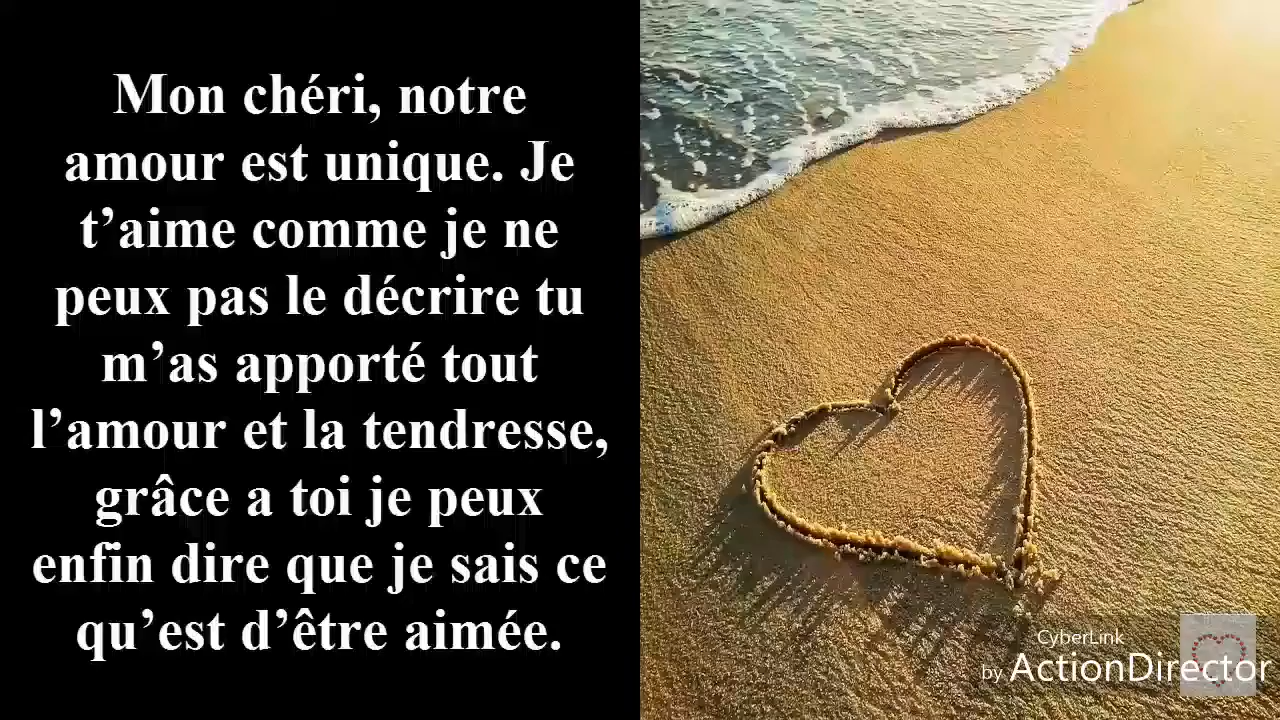 Mon chéri, notre
amour est unique. Je
t’aime comme je ne
peux pas le décrire tu
m’as apporté tout
l’amour et la tendresse,
grâce a toi je peux
enfin dire que je sais ce
qu’est d’être aimée.
CyberLink
by ActionDirector